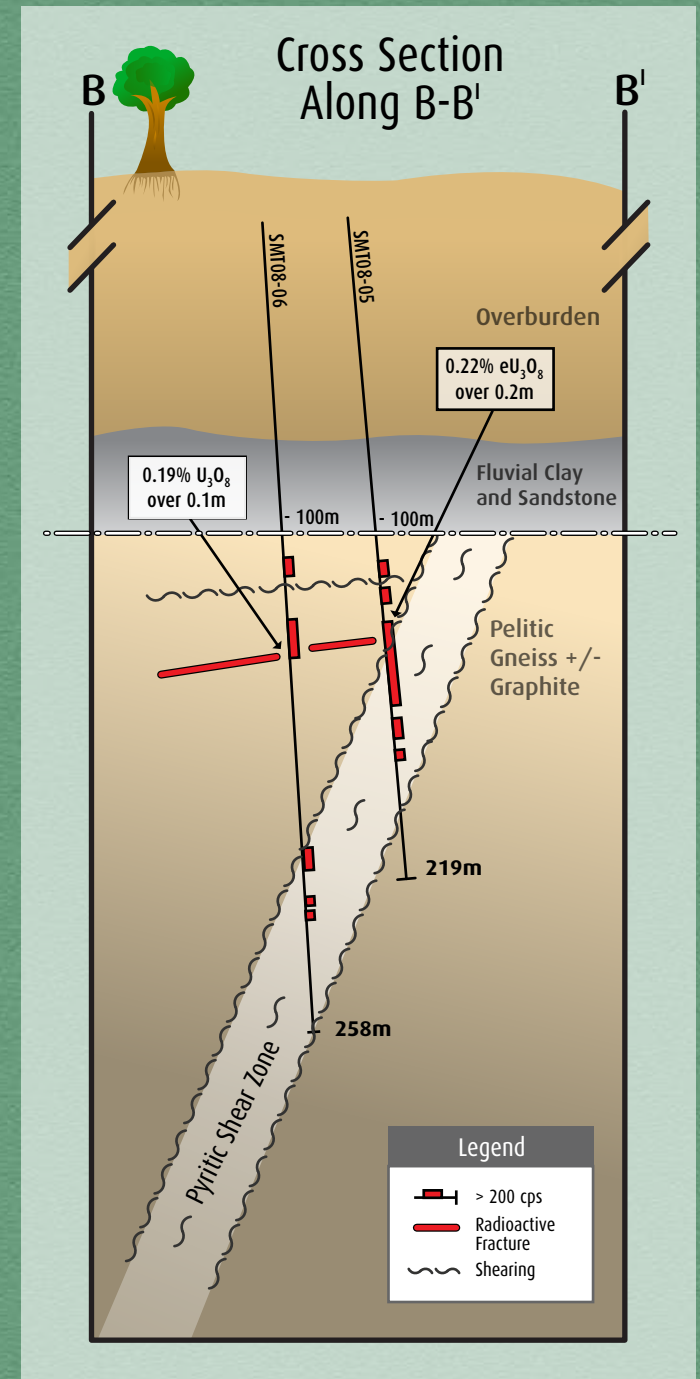 Cross Section
Along B-B'
B
B'
SMT08-06
SMT08-05
Overburden
0.22% eU₃O₈
over 0.2m
0.19% U₃O₈
over 0.1m
Fluvial Clay
and Sandstone
- 100m
- 100m
Pelitic
Gneiss +/-
Graphite
219m
258m
Pyritic Shear Zone
Legend
> 200 cps
Radioactive
Fracture
Shearing